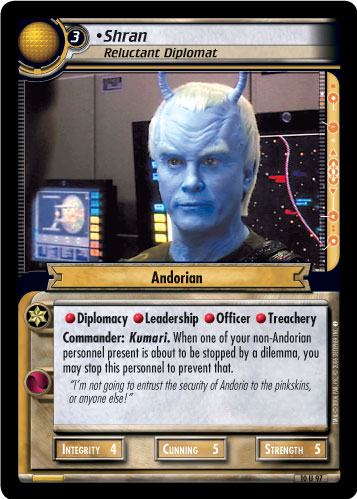 3
•Shran
Reluctant Diplomat
Andorian
Diplomacy Leadership Officer Treachery
Commander: Kumari. When one of your non-Andorian
personnel present is about to be stopped by a dilemma, you
may stop this personnel to prevent that.
"I'm not going to entrust the security of Andoria to the pinkskins,
or anyone else!"
INTEGRITY 4 CUNNING 5 STRENGTH 5
10 U 97